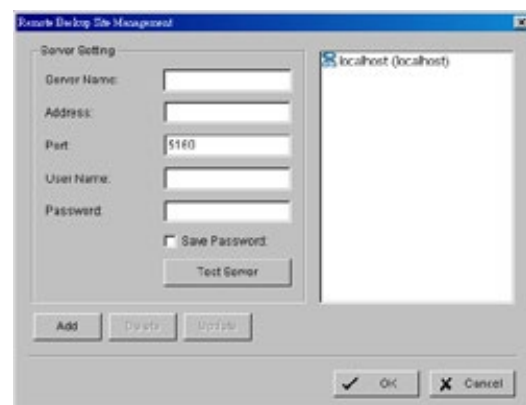 Remote Backup Site Management
Server Setting
Server Name:
Address:
Port:
5160
User Name:
Password:
Save Password:
Test Server
Add
Delete
Update
localhost (localhost)
OK
Cancel